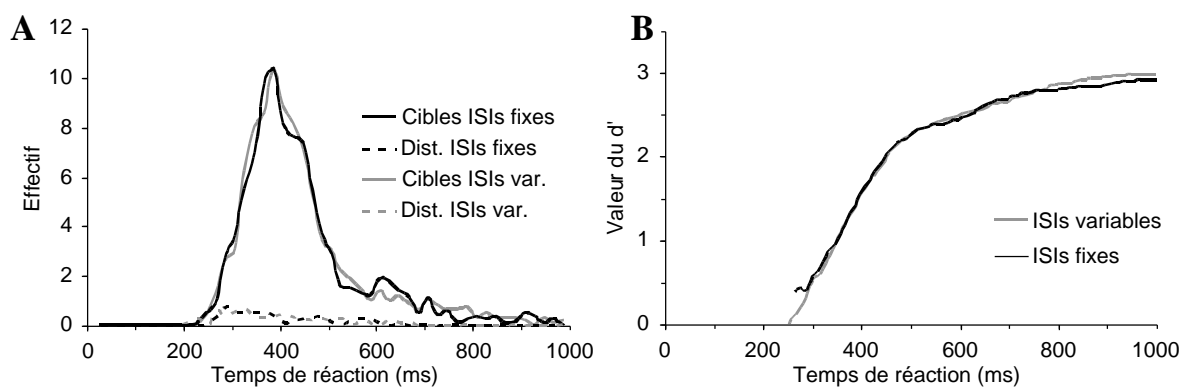 A
12
10
8
6
4
2
0
Effectif
Cibles ISIs fixes
Dist. ISIs fixes
Cibles ISIs var.
Dist. ISIs var.
0 200 400 600 800 1000
Temps de réaction (ms)
B
3
2
1
0
Valeur du d'
ISIs variables
ISIs fixes
0 200 400 600 800 1000
Temps de réaction (ms)